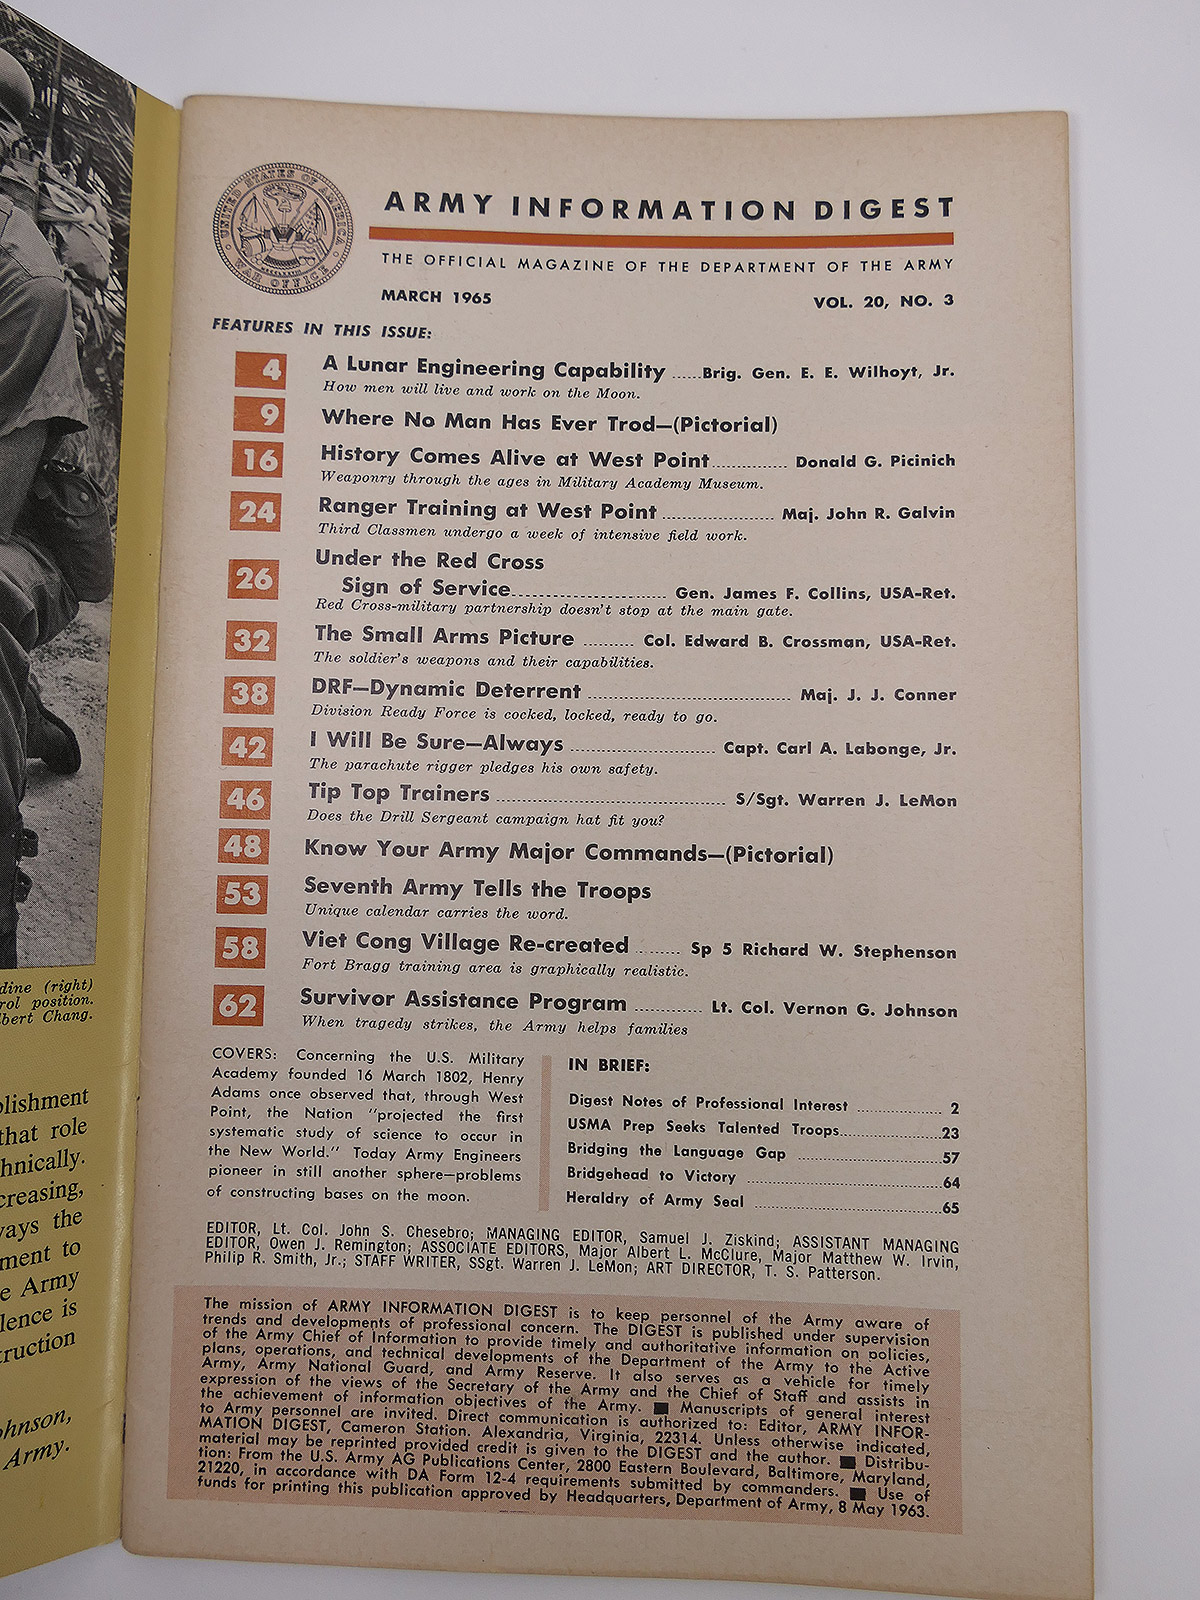 dine (right)
rol position.
lbert Chang.
lishment
that role
hnically.
creasing,
ways the
ment to
e Army
lence is
truction
ohnson,
Army.
UNITED STATES OF AMERICA
WAR OFFICE
ARMY INFORMATION DIGEST
THE OFFICIAL MAGAZINE OF THE DEPARTMENT OF THE ARMY
MARCH 1965 VOL. 20, NO. 3
FEATURES IN THIS ISSUE:
4 A Lunar Engineering Capability ......Brig. Gen. E. E. Wilhoyt, Jr.
How men will live and work on the Moon.
9 Where No Man Has Ever Trod—(Pictorial)
16 History Comes Alive at West Point............... Donald G. Picinich
Weaponry through the ages in Military Academy Museum.
24 Ranger Training at West Point ...................... Maj. John R. Galvin
Third Classmen undergo a week of intensive field work.
26 Under the Red Cross
Sign of Service.............................. Gen. James F. Collins, USA-Ret.
Red Cross-military partnership doesn't stop at the main gate.
32 The Small Arms Picture .......... Col. Edward B. Crossman, USA-Ret.
The soldier's weapons and their capabilities.
38 DRF—Dynamic Deterrent ........................................ Maj. J. J. Conner
Division Ready Force is cocked, locked, ready to go.
42 I Will Be Sure—Always ............................ Capt. Carl A. Labonge, Jr.
The parachute rigger pledges his own safety.
46 Tip Top Trainers ............................................. S/Sgt. Warren J. LeMon
Does the Drill Sergeant campaign hat fit you?
48 Know Your Army Major Commands—(Pictorial)
53 Seventh Army Tells the Troops
Unique calendar carries the word.
58 Viet Cong Village Re-created ......... Sp 5 Richard W. Stephenson
Fort Bragg training area is graphically realistic.
62 Survivor Assistance Program ............. Lt. Col. Vernon G. Johnson
When tragedy strikes, the Army helps families
COVERS: Concerning the U.S. Military
Academy founded 16 March 1802, Henry
Adams once observed that, through West
Point, the Nation "projected the first
systematic study of science to occur in
the New World." Today Army Engineers
pioneer in still another sphere—problems
of constructing bases on the moon.
IN BRIEF:
Digest Notes of Professional Interest ................. 2
USMA Prep Seeks Talented Troops....................23
Bridging the Language Gap ............................57
Bridgehead to Victory .....................................64
Heraldry of Army Seal ....................................65
EDITOR, Lt. Col. John S. Chesebro; MANAGING EDITOR, Samuel J. Ziskind; ASSISTANT MANAGING
EDITOR, Owen J. Remington; ASSOCIATE EDITORS, Major Albert L. McClure, Major Matthew W. Irvin,
Philip R. Smith, Jr.; STAFF WRITER, SSgt. Warren J. LeMon; ART DIRECTOR, T. S. Patterson.
The mission of ARMY INFORMATION DIGEST is to keep personnel of the Army aware of
trends and developments of professional concern. The DIGEST is published under supervision
of the Army Chief of Information to provide timely and authoritative information on policies,
plans, operations, and technical developments of the Department of the Army to the Active
Army, Army National Guard, and Army Reserve. It also serves as a vehicle for timely
expression of the views of the Secretary of the Army and the Chief of Staff and assists in
the achievement of information objectives of the Army. ■ Manuscripts of general interest
to Army personnel are invited. Direct communication is authorized to: Editor, ARMY INFOR-
MATION DIGEST, Cameron Station. Alexandria, Virginia, 22314. Unless otherwise indicated,
material may be reprinted provided credit is given to the DIGEST and the author. ■ Distribu-
tion: From the U.S. Army AG Publications Center, 2800 Eastern Boulevard, Baltimore, Maryland,
21220, in accordance with DA Form 12-4 requirements submitted by commanders. ■ Use of
funds for printing this publication approved by Headquarters, Department of Army, 8 May 1963.